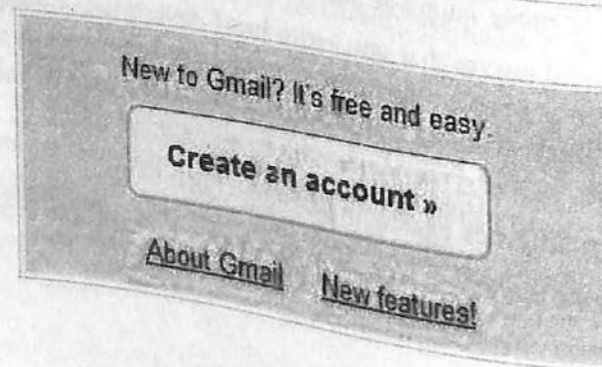 New to Gmail? It's free and easy.
Create an account »
About Gmail New features!